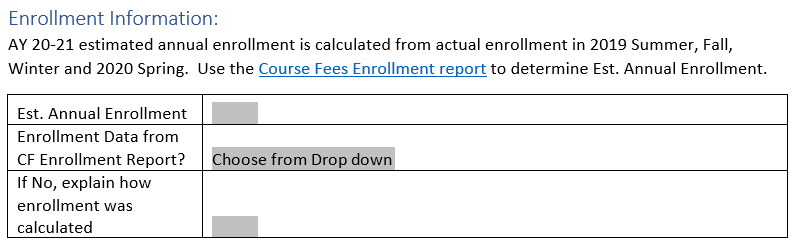 Enrollment Information:
AY 20-21 estimated annual enrollment is calculated from actual enrollment in 2019 Summer, Fall,
Winter and 2020 Spring.  Use the Course Fees Enrollment report to determine Est. Annual Enrollment.
Est. Annual Enrollment
Enrollment Data from
CF Enrollment Report?
Choose from Drop down
If No, explain how
enrollment was
calculated